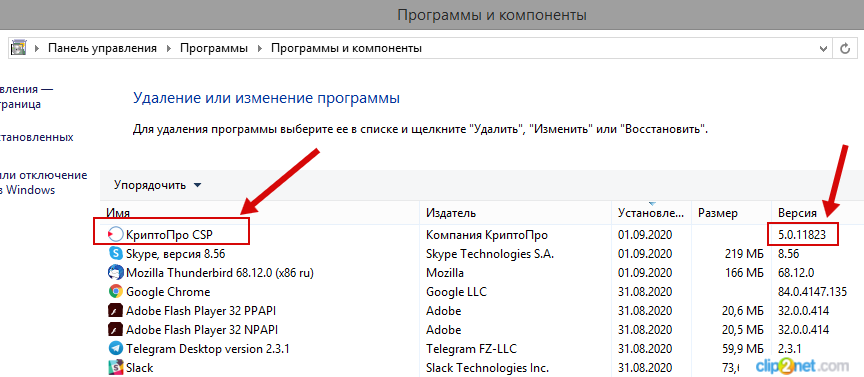 Программы и компоненты
Панель управления Программы Программы и компоненты
вления —
траница
Удаление или изменение программы
Для удаления программы выберите ее в списке и щелкните "Удалить", "Изменить" или "Восстановить".
становленных
или отключение
в Windows
Упорядочить
Имя Издатель Установле... Размер Версия
КриптоПро CSP Компания КриптоПро 01.09.2020 5.0.11823
Skype, версия 8.56 Skype Technologies S.A. 01.09.2020 219 МБ 8.56
Mozilla Thunderbird 68.12.0 (x86 ru) Mozilla 01.09.2020 166 МБ 68.12.0
Google Chrome Google LLC 31.08.2020 84.0.4147.135
Adobe Flash Player 32 PPAPI Adobe 31.08.2020 20,6 МБ 32.0.0.414
Adobe Flash Player 32 NPAPI Adobe 31.08.2020 20,5 МБ 32.0.0.414
Telegram Desktop version 2.3.1 Telegram FZ-LLC 31.08.2020 59,9 МБ 2.3.1
Slack Slack Technologies Inc. 31.08.2020 73,6
clip2net.com